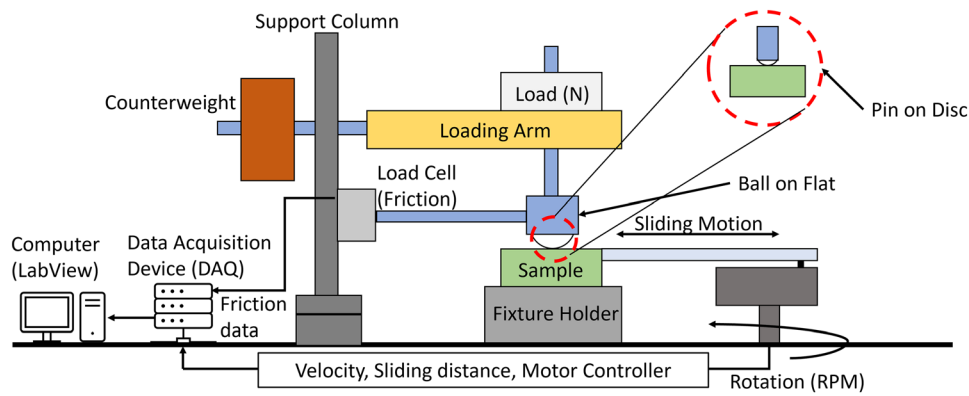 Support Column
Counterweight
Load (N)
Loading Arm
Pin on Disc
Load Cell
(Friction)
Ball on Flat
Sliding Motion
Computer
(LabView)
Data Acquisition
Device (DAQ)
Sample
Friction
data
Fixture Holder
Velocity, Sliding distance, Motor Controller
Rotation (RPM)